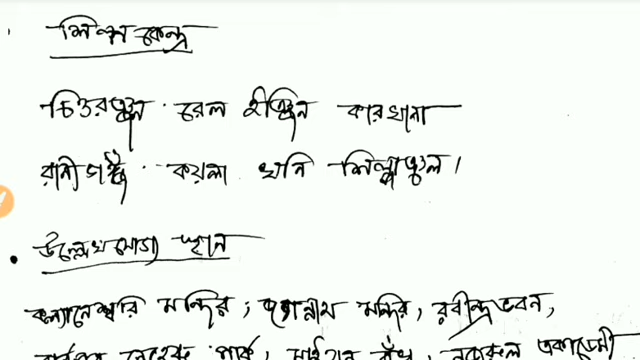 শিল্প কেন্দ্র
চিত্তরঞ্জন রেল ইঞ্জিন কারখানা
রানীগঞ্জ কয়লা খনি শিল্পাঞ্চল।
উল্লেখযোগ্য স্থান
কল্যানেশ্বরি মন্দির, জগন্নাথ মন্দির, রবীন্দ্রভবন,
নেহেরু পার্ক, মাইথন বাঁধ, নজরুল একাডেমী